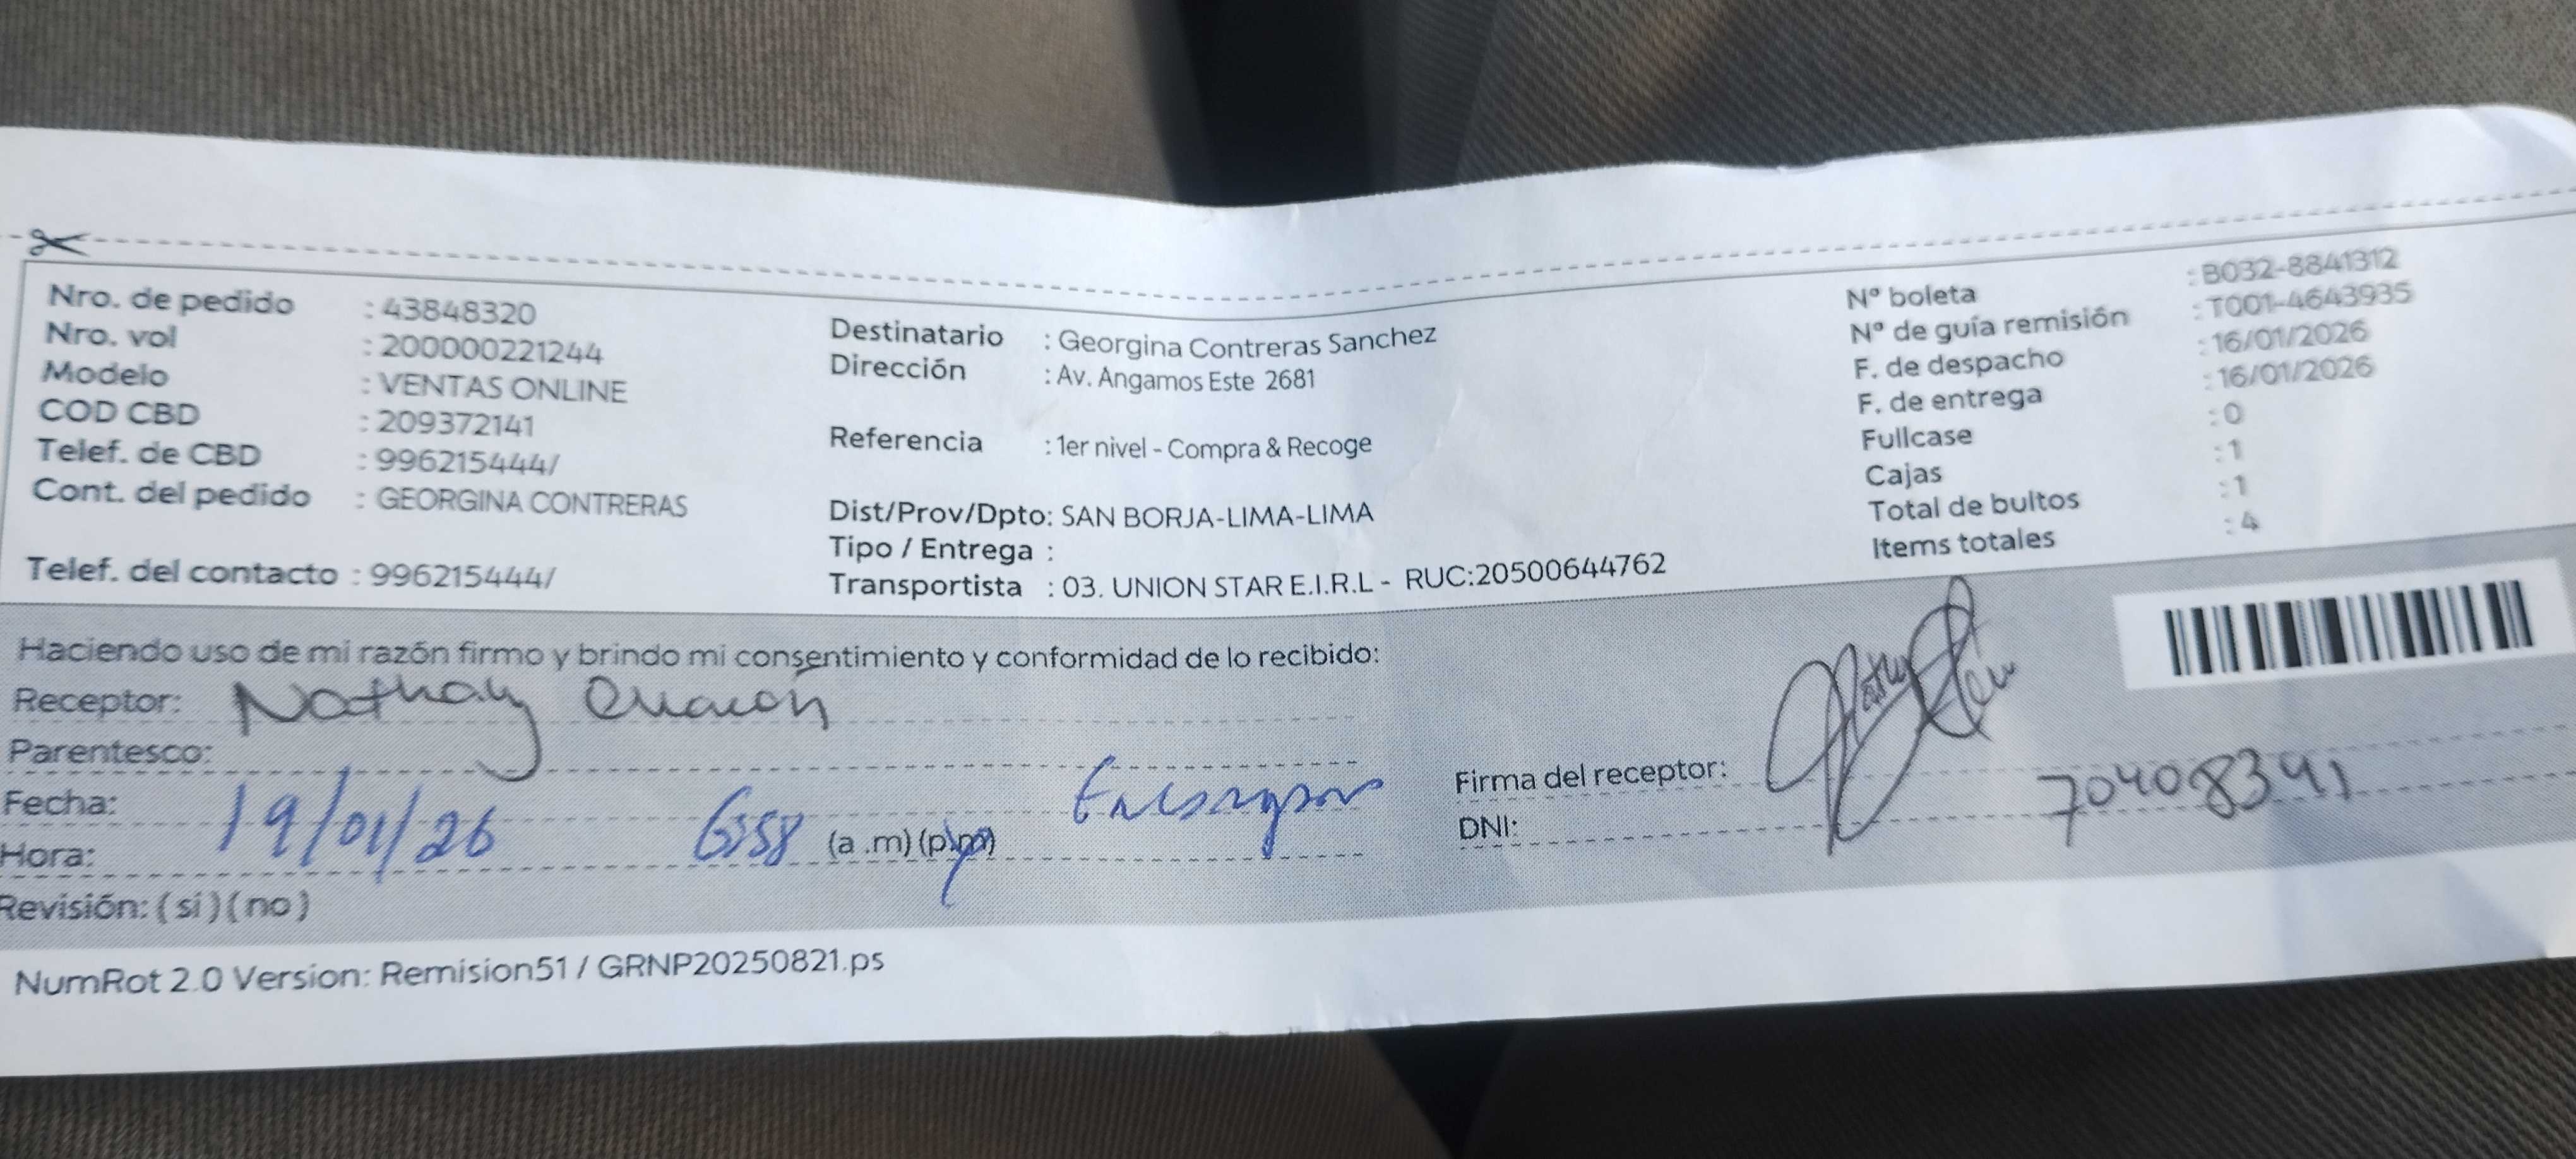 Nro. de pedido : 43848320
Nro. vol : 200000221244
Modelo : VENTAS ONLINE
COD CBD : 209372141
Telef. de CBD : 996215444/
Cont. del pedido : GEORGINA CONTRERAS
Telef. del contacto : 996215444/
Destinatario : Georgina Contreras Sanchez
Dirección : Av. Angamos Este 2681
Referencia : 1er nivel - Compra & Recoge
Dist/Prov/Dpto: SAN BORJA-LIMA-LIMA
Tipo / Entrega :
Transportista : 03. UNION STAR E.I.R.L - RUC:20500644762
Nº boleta : B032-8841312
Nº de guía remisión : T001-4643935
F. de despacho : 16/01/2026
F. de entrega : 16/01/2026
Fullcase : 0
Cajas : 1
Total de bultos : 1
Items totales : 4
Haciendo uso de mi razón firmo y brindo mi consentimiento y conformidad de lo recibido:
Receptor: Nathaly
Parentesco:
Fecha: 19/01/26
Hora: 6:58 (a .m) (p.m)
Revisión: ( si ) ( no )
Firma del receptor:
DNI: 70408341
NumRot 2.0 Version: Remision51 / GRNP20250821.ps